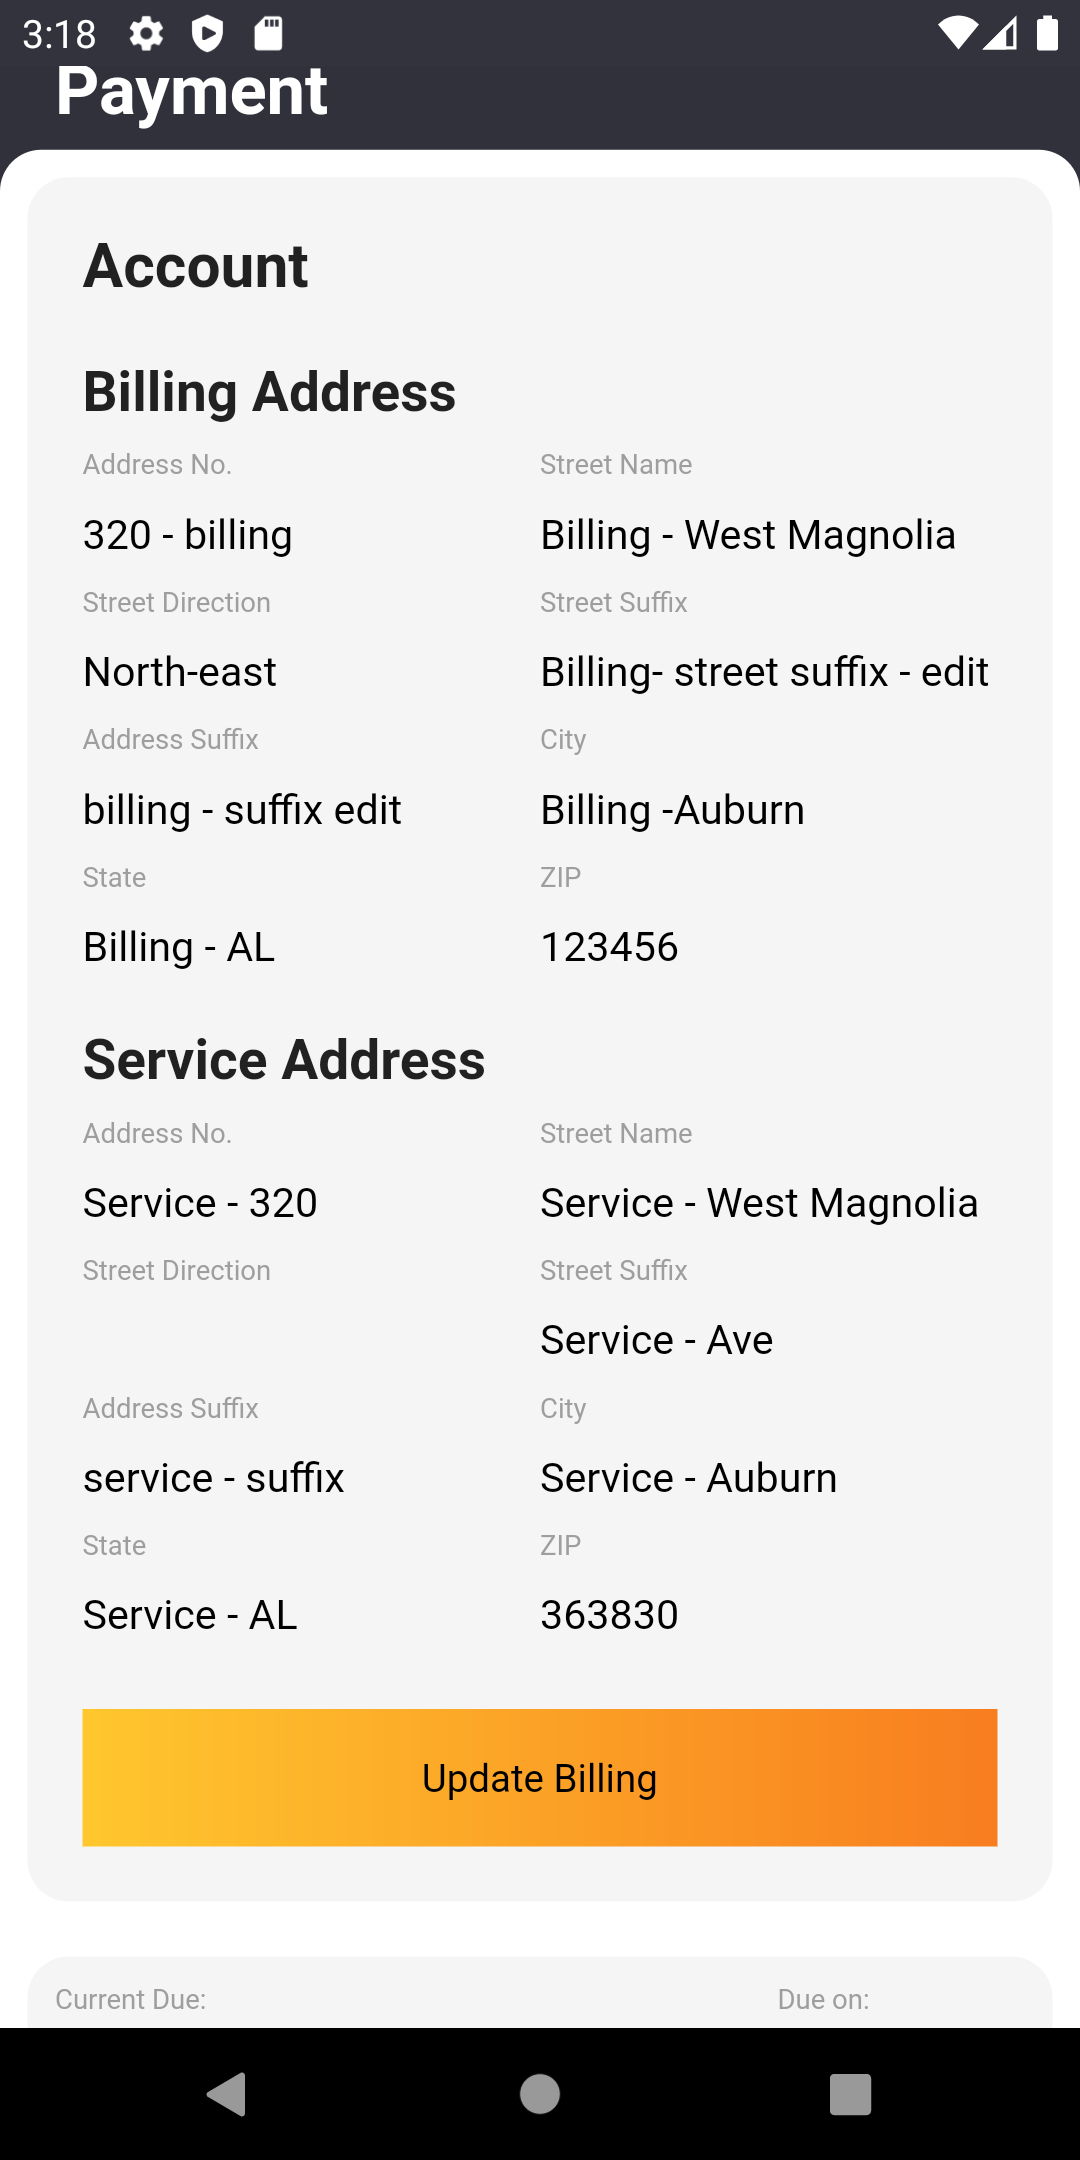 3:18
Payment
Account
Billing Address
Address No. Street Name
320 - billing Billing - West Magnolia
Street Direction Street Suffix
North-east Billing- street suffix - edit
Address Suffix City
billing - suffix edit Billing -Auburn
State ZIP
Billing - AL 123456
Service Address
Address No. Street Name
Service - 320 Service - West Magnolia
Street Direction Street Suffix
Service - Ave
Address Suffix City
service - suffix Service - Auburn
State ZIP
Service - AL 363830
Update Billing
Current Due: Due on: